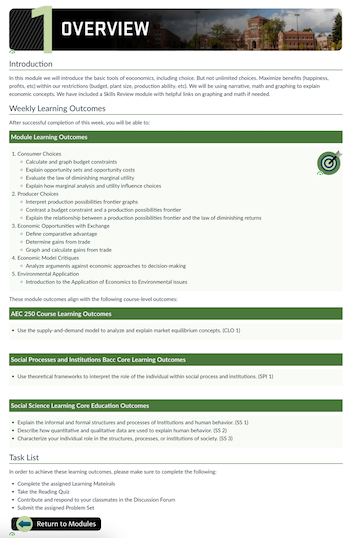 1 OVERVIEW
Introduction
In this module we will introduce the basic tools of eoconomics, including choice. But not unlimited choices. Maximize benefits (happiness,
profits, etc) within our restrictions (budget, plant size, production ability, etc). We will be using narrative, math and graphing to explain
economic concepts. We have included a Skills Review module with helpful links on graphing and math if needed.
Weekly Learning Outcomes
After successful completion of this week, you will be able to:
Module Learning Outcomes
1. Consumer Choices
Calculate and graph budget constraints
Explain opportunity sets and opportunity costs
Evaluate the law of diminishing marginal utility
Explain how marginal analysis and utility influence choices
2. Producer Choices
Interpret production possibilities frontier graphs
Contrast a budget constraint and a production possibilities frontier
Explain the relationship between a production possibilities frontier and the law of diminishing returns
3. Economic Opportunities with Exchange
Define comparative advantage
Determine gains from trade
Graph and calculate gains from trade
4. Economic Model Critiques
Analyze arguments against economic approaches to decision-making
5. Environmental Application
Introduction to the Application of Economics to Environmental issues
These module outcomes align with the following course-level outcomes:
AEC 250 Course Learning Outcomes
Use the supply-and-demand model to analyze and explain market equilibrium concepts. (CLO 1)
Social Processes and Institutions Bacc Core Learning Outcomes
Use theoretical frameworks to interpret the role of the individual within social process and institutions. (SPI 1)
Social Science Learning Core Education Outcomes
Explain the informal and formal structures and processes of Institutions and human behavior. (SS 1)
Describe how quantitative and qualitative data are used to explain human behavior. (SS 2)
Characterize your individual role in the structures, processes, or institutions of society. (SS 3)
Task List
In order to achieve these learning outcomes, please make sure to complete the following:
Complete the assigned Learning Mateirals
Take the Reading Quiz
Contribute and respond to your classmates in the Discussion Forum
Submit the assigned Problem Set
Return to Modules